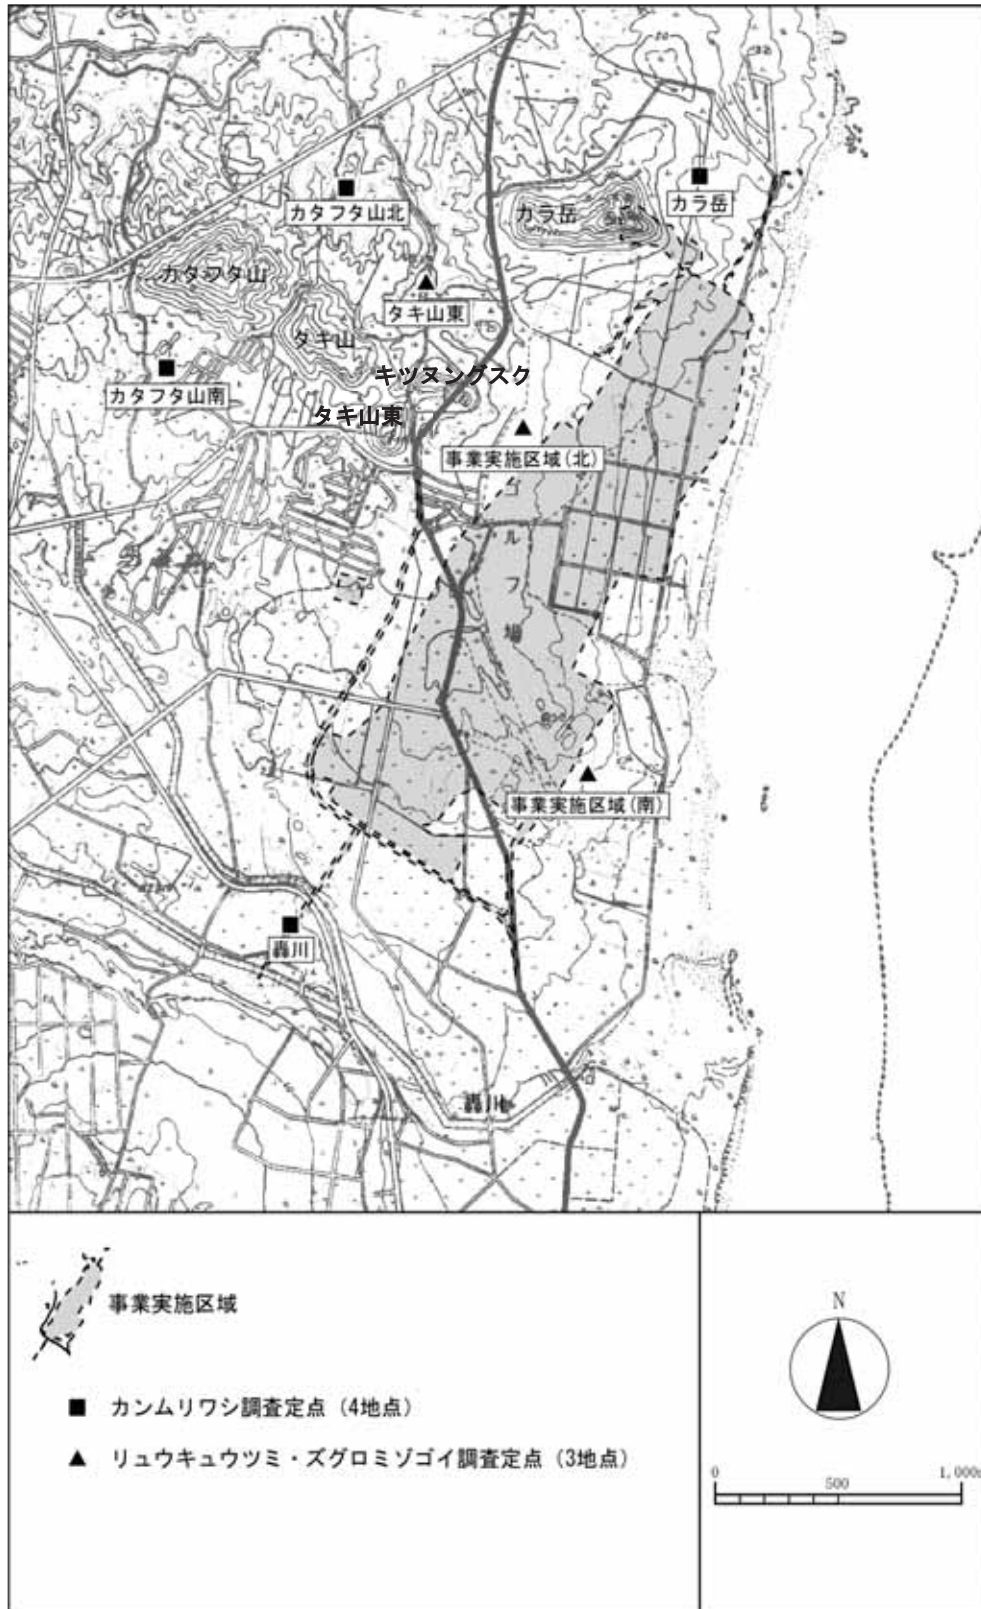 カタフタ山北
カラ岳
カラ岳
カタフタ山
タキ山東
タキ山
カタフタ山南
キツヌングスク
タキ山東
事業実施区域(北)
ゴルフ場
事業実施区域(南)
轟川
轟川
事業実施区域
N
■ カンムリワシ調査定点（4地点）
▲ リュウキュウツミ・ズグロミゾゴイ調査定点（3地点）
0 500 1,000